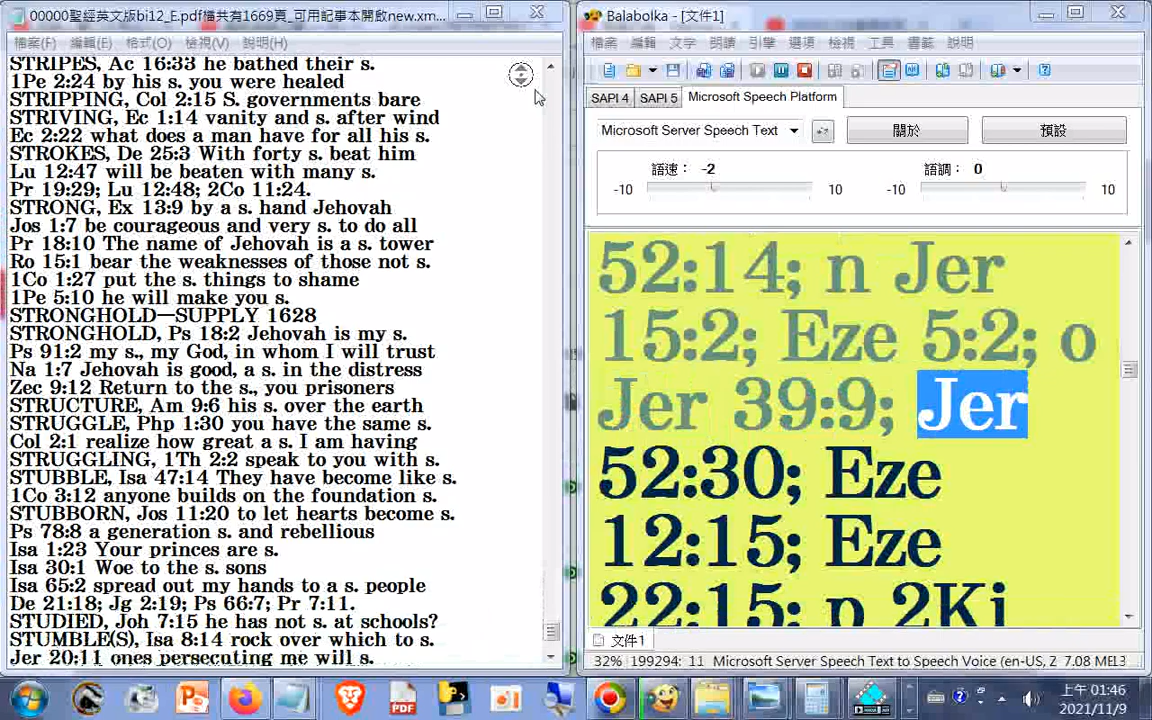 00000聖經英文版bi12_E.pdf檔共有1669頁_可用記事本開啟new.xm...
檔案(F) 編輯(E) 格式(O) 檢視(V) 說明(H)
STRIPES, Ac 16:33 he bathed their s.
1Pe 2:24 by his s. you were healed
STRIPPING, Col 2:15 S. governments bare
STRIVING, Ec 1:14 vanity and s. after wind
Ec 2:22 what does a man have for all his s.
STROKES, De 25:3 With forty s. beat him
Lu 12:47 will be beaten with many s.
Pr 19:29; Lu 12:48; 2Co 11:24.
STRONG, Ex 13:9 by a s. hand Jehovah
Jos 1:7 be courageous and very s. to do all
Pr 18:10 The name of Jehovah is a s. tower
Ro 15:1 bear the weaknesses of those not s.
1Co 1:27 put the s. things to shame
1Pe 5:10 he will make you s.
STRONGHOLD—SUPPLY 1628
STRONGHOLD, Ps 18:2 Jehovah is my s.
Ps 91:2 my s., my God, in whom I will trust
Na 1:7 Jehovah is good, a s. in the distress
Zec 9:12 Return to the s., you prisoners
STRUCTURE, Am 9:6 his s. over the earth
STRUGGLE, Php 1:30 you have the same s.
Col 2:1 realize how great a s. I am having
STRUGGLING, 1Th 2:2 speak to you with s.
STUBBLE, Isa 47:14 They have become like s.
1Co 3:12 anyone builds on the foundation s.
STUBBORN, Jos 11:20 to let hearts become s.
Ps 78:8 a generation s. and rebellious
Isa 1:23 Your princes are s.
Isa 30:1 Woe to the s. sons
Isa 65:2 spread out my hands to a s. people
De 21:18; Jg 2:19; Ps 66:7; Pr 7:11.
STUDIED, Joh 7:15 he has not s. at schools?
STUMBLE(S), Isa 8:14 rock over which to s.
Jer 20:11 ones persecuting me will s.
Balabolka - [文件1]
檔案 編輯 文字 朗讀 引擎 選項 檢視 工具 書籤 說明
SAPI 4 SAPI 5 Microsoft Speech Platform
Microsoft Server Speech Text 關於 預設
語速: -2 語調: 0
-10 10 -10 10
52:14; n Jer
15:2; Eze 5:2; o
Jer 39:9; Jer
52:30; Eze
12:15; Eze
22:15; p 2Ki
文件1
32% 199294: 11 Microsoft Server Speech Text to Speech Voice (en-US, Z 7.08 ME
上午 01:46
2021/11/9